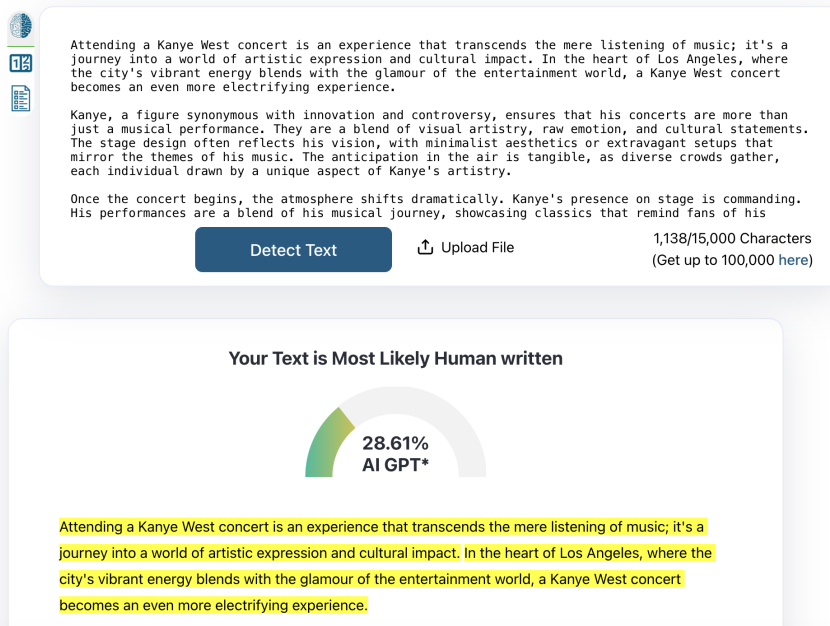 Attending a Kanye West concert is an experience that transcends the mere listening of music; it's a
journey into a world of artistic expression and cultural impact. In the heart of Los Angeles, where
the city's vibrant energy blends with the glamour of the entertainment world, a Kanye West concert
becomes an even more electrifying experience.
Kanye, a figure synonymous with innovation and controversy, ensures that his concerts are more than
just a musical performance. They are a blend of visual artistry, raw emotion, and cultural statements.
The stage design often reflects his vision, with minimalist aesthetics or extravagant setups that
mirror the themes of his music. The anticipation in the air is tangible, as diverse crowds gather,
each individual drawn by a unique aspect of Kanye's artistry.
Once the concert begins, the atmosphere shifts dramatically. Kanye's presence on stage is commanding.
His performances are a blend of his musical journey, showcasing classics that remind fans of his
Detect Text
Upload File
1,138/15,000 Characters
(Get up to 100,000 here)
Your Text is Most Likely Human written
28.61%
AI GPT*
Attending a Kanye West concert is an experience that transcends the mere listening of music; it's a
journey into a world of artistic expression and cultural impact. In the heart of Los Angeles, where the
city's vibrant energy blends with the glamour of the entertainment world, a Kanye West concert
becomes an even more electrifying experience.